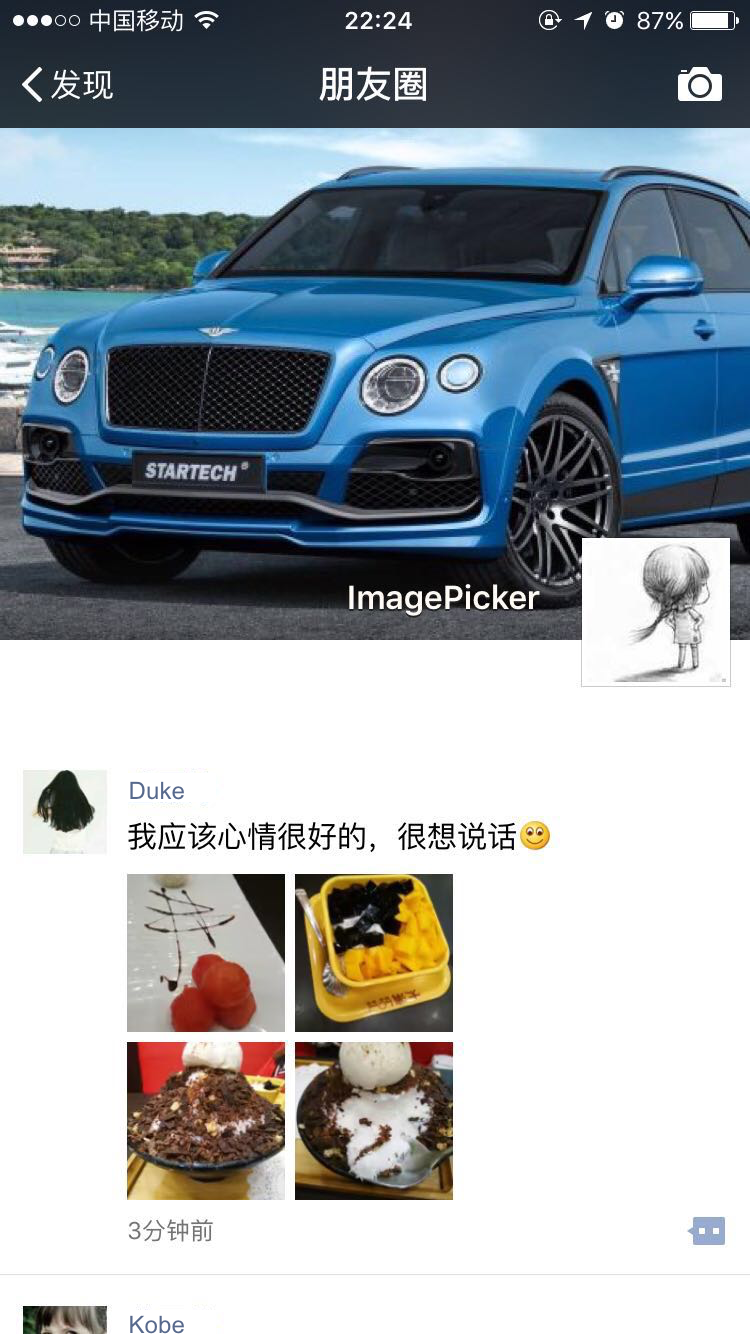 中国移动
22:24
87%
发现
朋友圈
STARTECH®
ImagePicker
Duke
我应该心情很好的，很想说话
3分钟前
Kobe